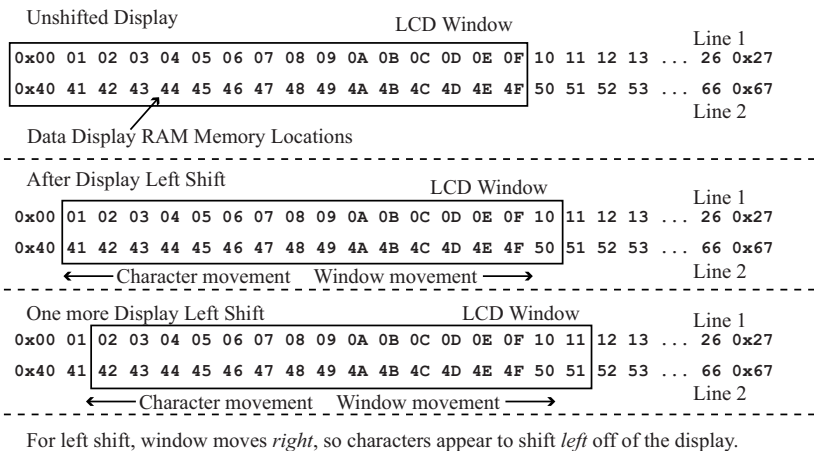 Unshifted Display LCD Window Line 1
0x00 01 02 03 04 05 06 07 08 09 0A 0B 0C 0D 0E 0F 10 11 12 13 ... 26 0x27
0x40 41 42 43 44 45 46 47 48 49 4A 4B 4C 4D 4E 4F 50 51 52 53 ... 66 0x67
Line 2
Data Display RAM Memory Locations
After Display Left Shift LCD Window Line 1
0x00 01 02 03 04 05 06 07 08 09 0A 0B 0C 0D 0E 0F 10 11 12 13 ... 26 0x27
0x40 41 42 43 44 45 46 47 48 49 4A 4B 4C 4D 4E 4F 50 51 52 53 ... 66 0x67
Character movement Window movement Line 2
One more Display Left Shift LCD Window Line 1
0x00 01 02 03 04 05 06 07 08 09 0A 0B 0C 0D 0E 0F 10 11 12 13 ... 26 0x27
0x40 41 42 43 44 45 46 47 48 49 4A 4B 4C 4D 4E 4F 50 51 52 53 ... 66 0x67
Character movement Window movement Line 2
For left shift, window moves right, so characters appear to shift left off of the display.